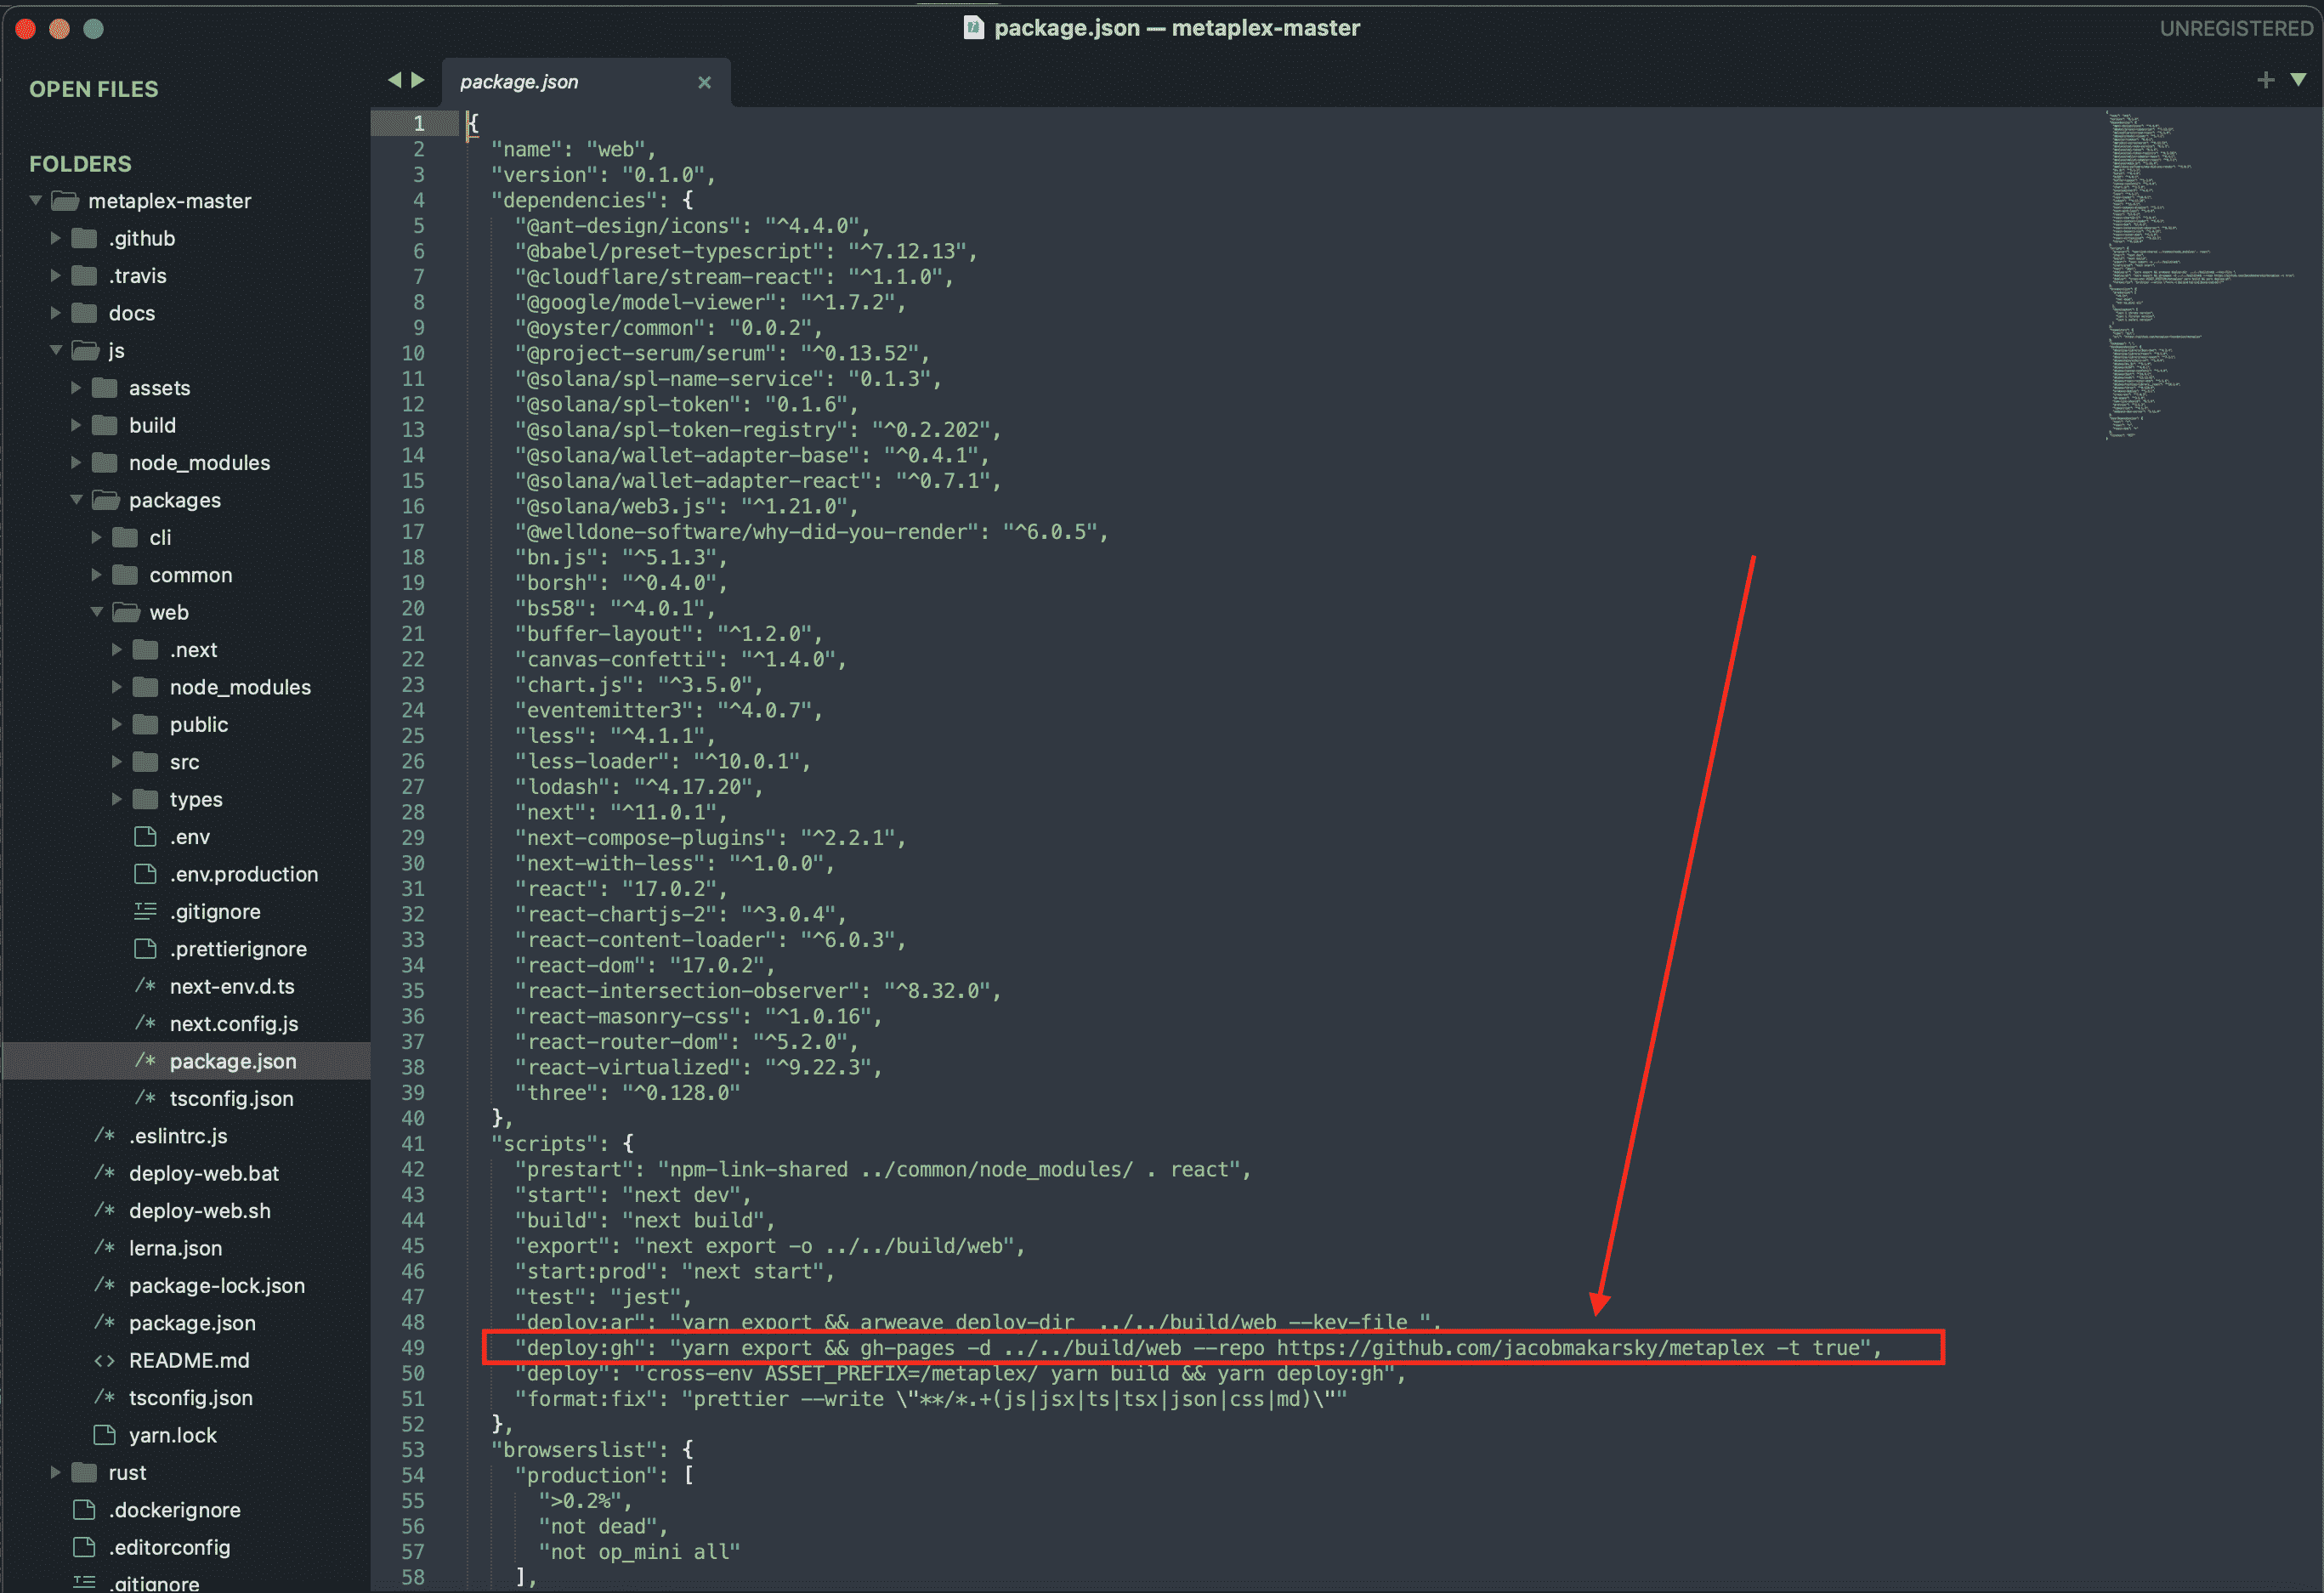 package.json — metaplex-master
UNREGISTERED
OPEN FILES
FOLDERS
metaplex-master
.github
.travis
docs
js
assets
build
node_modules
packages
cli
common
web
.next
node_modules
public
src
types
.env
.env.production
.gitignore
.prettierignore
/* next-env.d.ts
/* next.config.js
/* package.json
/* tsconfig.json
/* .eslintrc.js
/* deploy-web.bat
/* deploy-web.sh
/* lerna.json
/* package-lock.json
/* package.json
<> README.md
/* tsconfig.json
yarn.lock
rust
.dockerignore
.editorconfig
.gitignore
package.json ×
1 {
2 "name": "web",
3 "version": "0.1.0",
4 "dependencies": {
5 "@ant-design/icons": "^4.4.0",
6 "@babel/preset-typescript": "^7.12.13",
7 "@cloudflare/stream-react": "^1.1.0",
8 "@google/model-viewer": "^1.7.2",
9 "@oyster/common": "0.0.2",
10 "@project-serum/serum": "^0.13.52",
11 "@solana/spl-name-service": "0.1.3",
12 "@solana/spl-token": "0.1.6",
13 "@solana/spl-token-registry": "^0.2.202",
14 "@solana/wallet-adapter-base": "^0.4.1",
15 "@solana/wallet-adapter-react": "^0.7.1",
16 "@solana/web3.js": "^1.21.0",
17 "@welldone-software/why-did-you-render": "^6.0.5",
18 "bn.js": "^5.1.3",
19 "borsh": "^0.4.0",
20 "bs58": "^4.0.1",
21 "buffer-layout": "^1.2.0",
22 "canvas-confetti": "^1.4.0",
23 "chart.js": "^3.5.0",
24 "eventemitter3": "^4.0.7",
25 "less": "^4.1.1",
26 "less-loader": "^10.0.1",
27 "lodash": "^4.17.20",
28 "next": "^11.0.1",
29 "next-compose-plugins": "^2.2.1",
30 "next-with-less": "^1.0.0",
31 "react": "17.0.2",
32 "react-chartjs-2": "^3.0.4",
33 "react-content-loader": "^6.0.3",
34 "react-dom": "17.0.2",
35 "react-intersection-observer": "^8.32.0",
36 "react-masonry-css": "^1.0.16",
37 "react-router-dom": "^5.2.0",
38 "react-virtualized": "^9.22.3",
39 "three": "^0.128.0"
40 },
41 "scripts": {
42 "prestart": "npm-link-shared ../common/node_modules/ . react",
43 "start": "next dev",
44 "build": "next build",
45 "export": "next export -o ../../build/web",
46 "start:prod": "next start",
47 "test": "jest",
48 "deploy:ar": "yarn export && arweave deploy-dir ../../build/web --key-file ",
49 "deploy:gh": "yarn export && gh-pages -d ../../build/web --repo https://github.com/jacobmakarsky/metaplex -t true",
50 "deploy": "cross-env ASSET_PREFIX=/metaplex/ yarn build && yarn deploy:gh",
51 "format:fix": "prettier --write \"**/*.+(js|jsx|ts|tsx|json|css|md)\""
52 },
53 "browserslist": {
54 "production": [
55 ">0.2%",
56 "not dead",
57 "not op_mini all"
58 ],